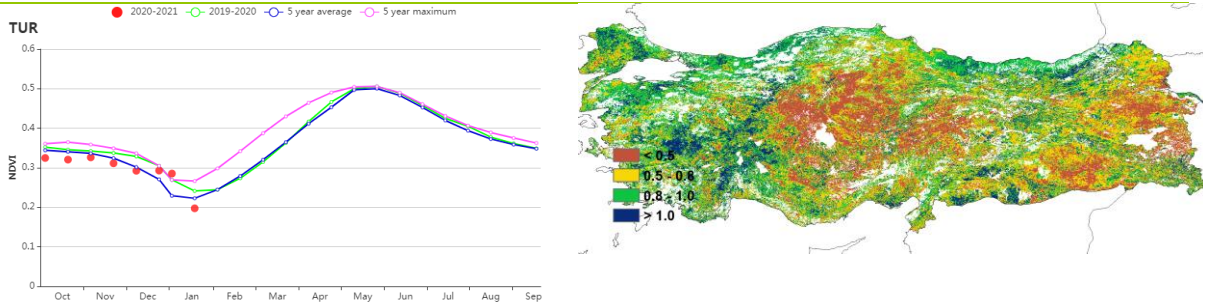 2020-2021 2019-2020 5 year average 5 year maximum
TUR
0.6
0.5
0.4
0.3
0.2
0.1
0
NDVI
Oct Nov Dec Jan Feb Mar Apr May Jun Jul Aug Sep
< 0.5
0.5 - 0.8
0.8 - 1.0
> 1.0